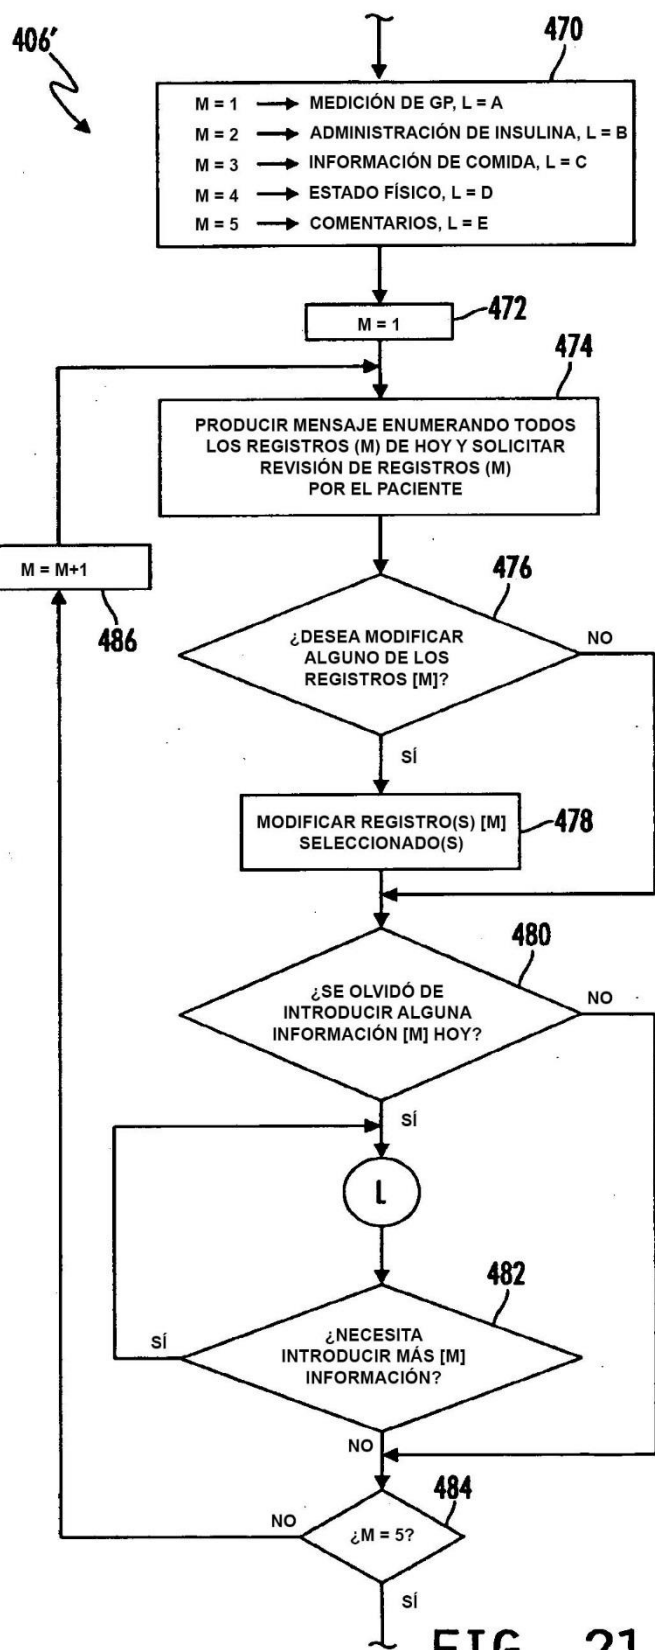 406'
470
M = 1 → MEDICIÓN DE GP, L = A
M = 2 → ADMINISTRACIÓN DE INSULINA, L = B
M = 3 → INFORMACIÓN DE COMIDA, L = C
M = 4 → ESTADO FÍSICO, L = D
M = 5 → COMENTARIOS, L = E
472
M = 1
474
PRODUCIR MENSAJE ENUMERANDO TODOS
LOS REGISTROS (M) DE HOY Y SOLICITAR
REVISIÓN DE REGISTROS (M)
POR EL PACIENTE
M = M+1
486
476
¿DESEA MODIFICAR
ALGUNO DE LOS
REGISTROS [M]?
NO
SÍ
MODIFICAR REGISTRO(S) [M]
SELECCIONADO(S)
478
480
¿SE OLVIDÓ DE
INTRODUCIR ALGUNA
INFORMACIÓN [M] HOY?
NO
SÍ
L
482
¿NECESITA
INTRODUCIR MÁS [M]
INFORMACIÓN?
SÍ
NO
484
¿M = 5?
NO
SÍ
FIG. 21